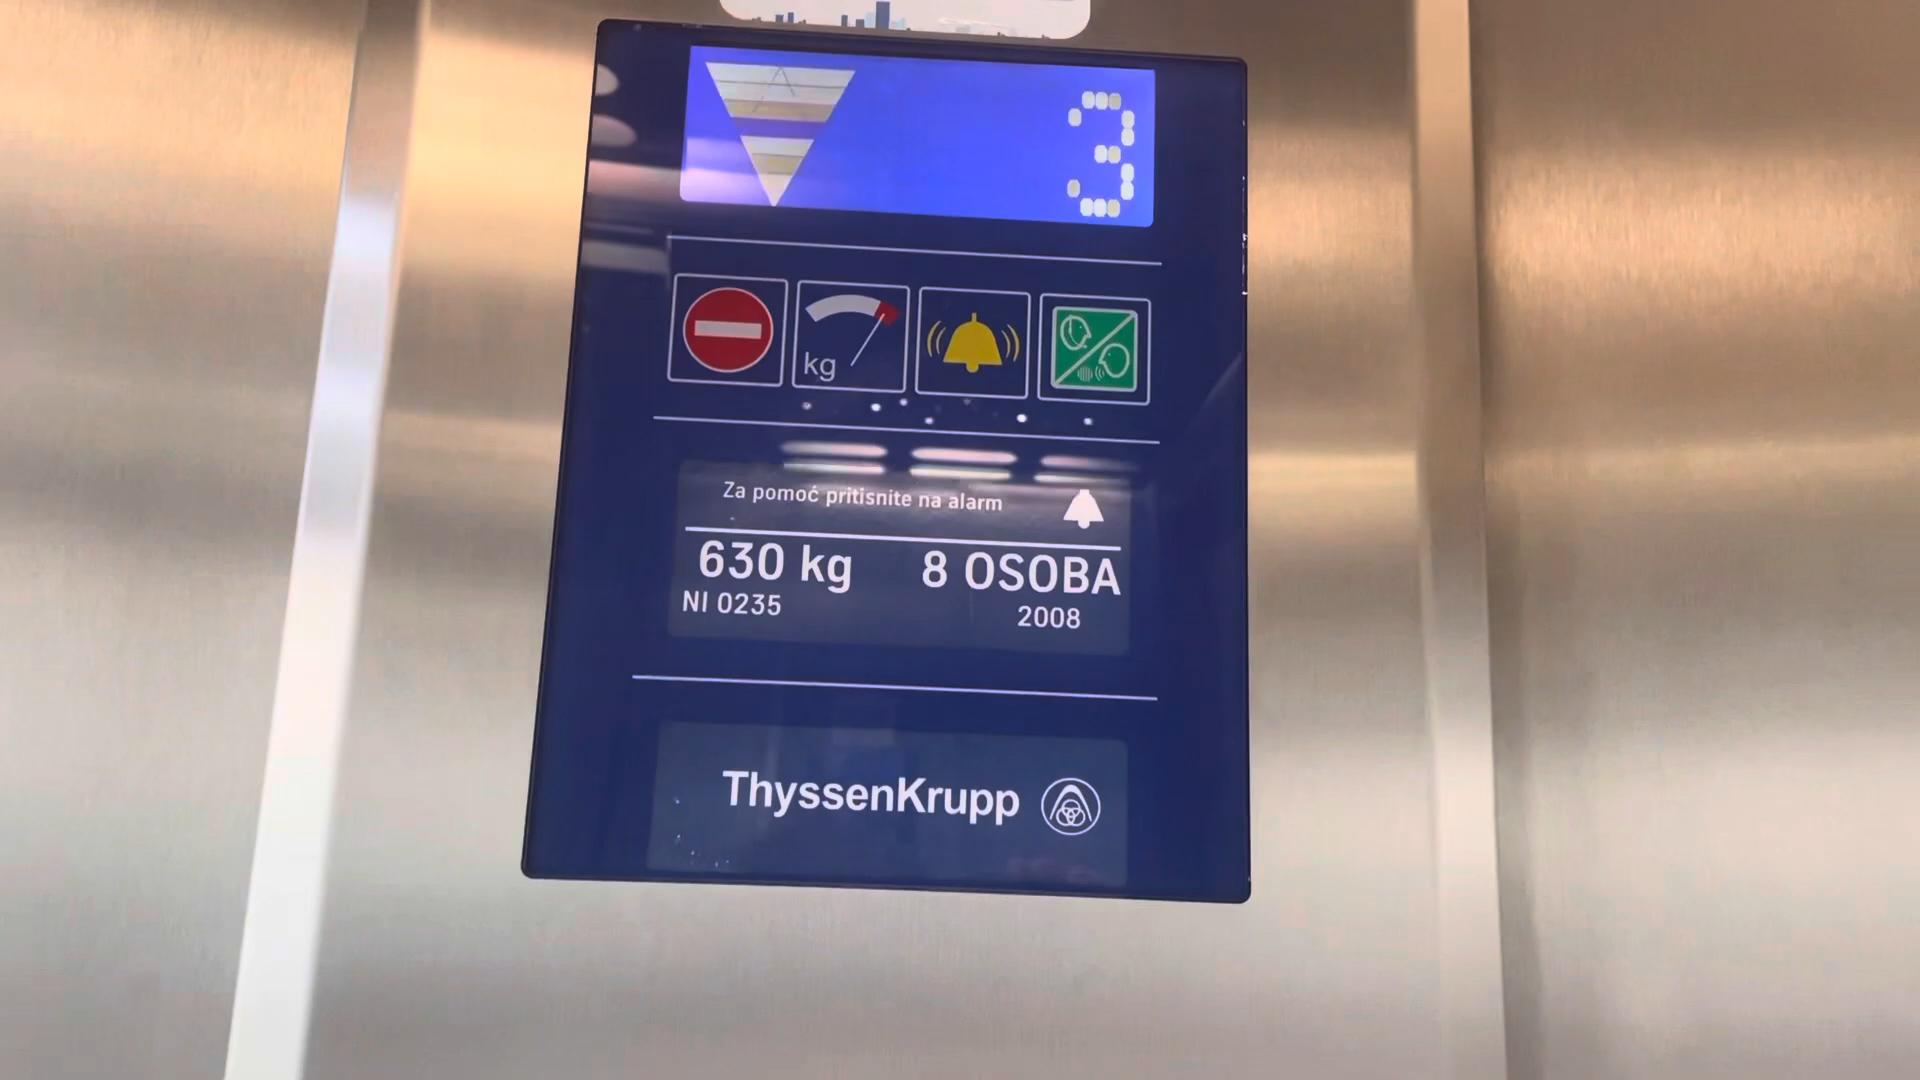 3
kg
Za pomoć pritisnite na alarm
630 kg 8 OSOBA
NI 0235 2008
ThyssenKrupp